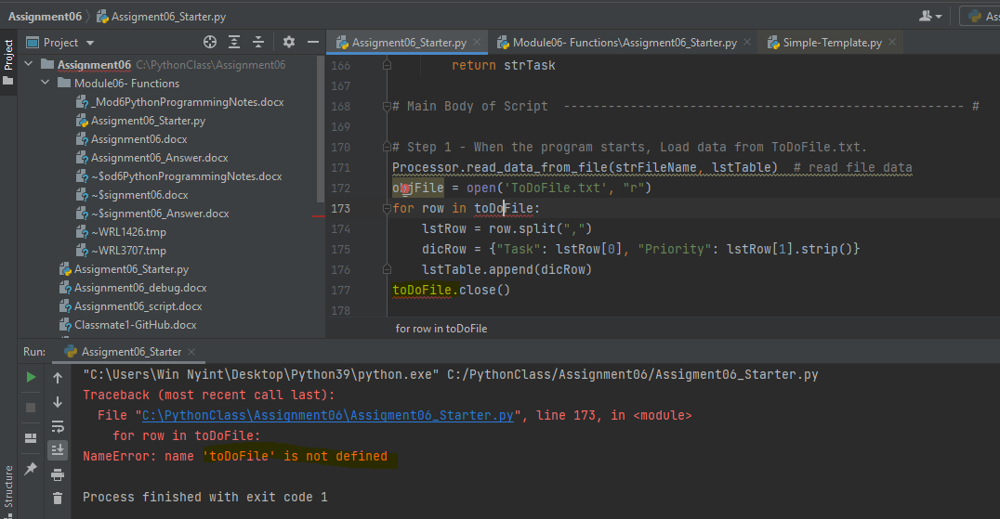 Assignment06 Assigment06_Starter.py As
Project
Project Assigment06_Starter.py Module06- Functions\Assigment06_Starter.py Simple-Template.py
Assignment06 C:\PythonClass\Assignment06
Module06- Functions
_Mod6PythonProgrammingNotes.docx
Assigment06_Starter.py
Assignment06.docx
Assignment06_Answer.docx
~$od6PythonProgrammingNotes.docx
~$signment06.docx
~$signment06_Answer.docx
~WRL1426.tmp
~WRL3707.tmp
Assigment06_Starter.py
Assignment06_debug.docx
Assignment06_script.docx
Classmate1-GitHub.docx
166 return strTask
167
168 # Main Body of Script ------------------------------------------------------ #
169
170 # Step 1 - When the program starts, Load data from ToDoFile.txt.
171 Processor.read_data_from_file(strFileName, lstTable) # read file data
172 objFile = open('ToDoFile.txt', "r")
173 for row in toDoFile:
174 lstRow = row.split(",")
175 dicRow = {"Task": lstRow[0], "Priority": lstRow[1].strip()}
176 lstTable.append(dicRow)
177 toDoFile.close()
178
for row in toDoFile
Run: Assigment06_Starter
"C:\Users\Win Nyint\Desktop\Python39\python.exe" C:/PythonClass/Assignment06/Assigment06_Starter.py
Traceback (most recent call last):
File "C:\PythonClass\Assignment06\Assigment06_Starter.py", line 173, in <module>
for row in toDoFile:
NameError: name 'toDoFile' is not defined
Process finished with exit code 1
Structure